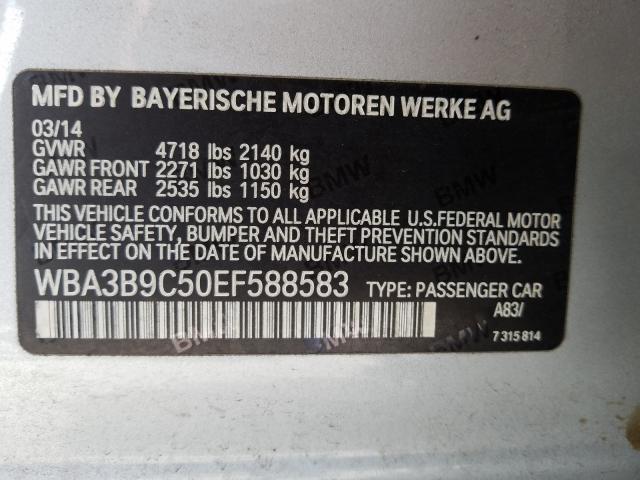 MFD BY BAYERISCHE MOTOREN WERKE AG
03/14
GVWR 4718 lbs 2140 kg
GAWR FRONT 2271 lbs 1030 kg
GAWR REAR 2535 lbs 1150 kg
THIS VEHICLE CONFORMS TO ALL APPLICABLE U.S.FEDERAL MOTOR
VEHICLE SAFETY, BUMPER AND THEFT PREVENTION STANDARDS
IN EFFECT ON THE DATE OF MANUFACTURE SHOWN ABOVE.
WBA3B9C50EF588583 TYPE: PASSENGER CAR
A83/
7 315 814